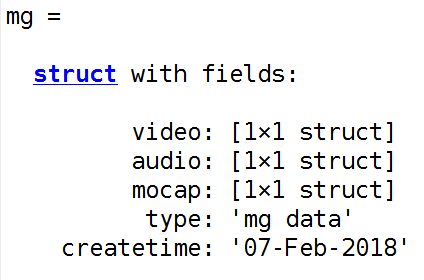 mg =
struct with fields:
video: [1×1 struct]
audio: [1×1 struct]
mocap: [1×1 struct]
type: 'mg data'
createtime: '07-Feb-2018'